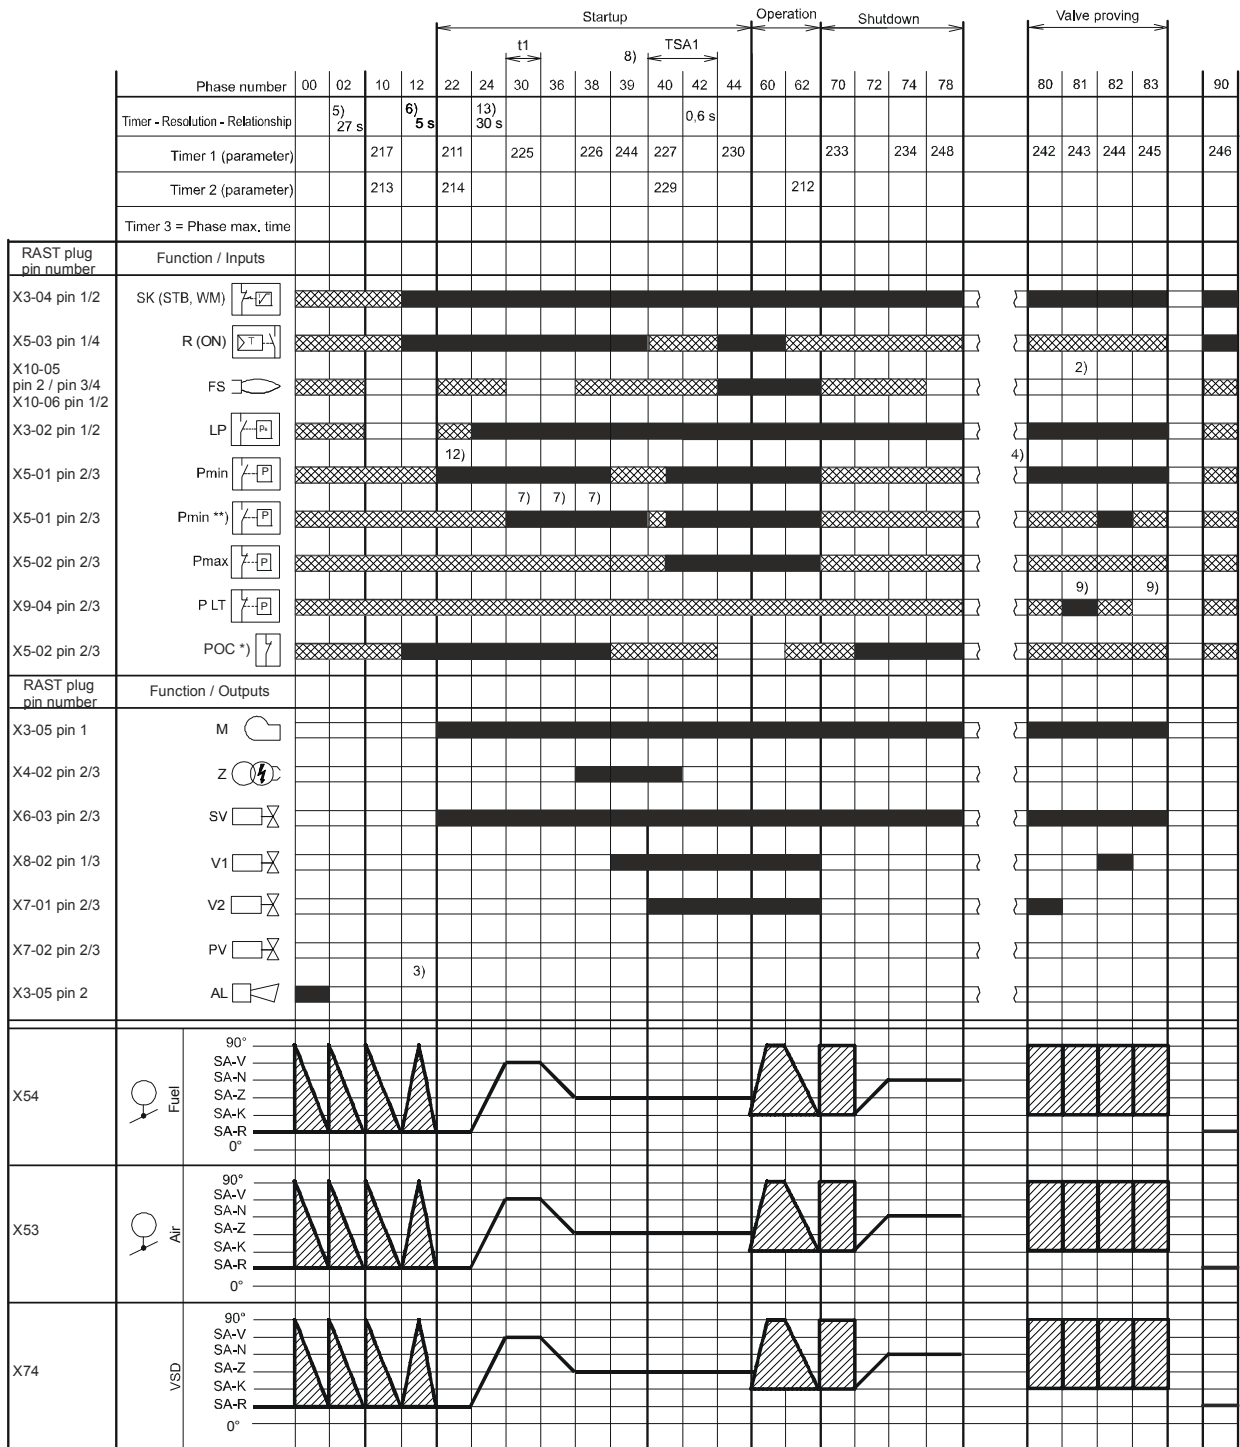 Startup Operation Shutdown Valve proving
t1 8) TSA1
Phase number 00 02 10 12 22 24 30 36 38 39 40 42 44 60 62 70 72 74 78 80 81 82 83 90
Timer - Resolution - Relationship 5) 27 s 6) 5 s 13) 30 s 0,6 s
Timer 1 (parameter) 217 211 225 226 244 227 230 233 234 248 242 243 244 245 246
Timer 2 (parameter) 213 214 229 212
Timer 3 = Phase max. time
RAST plug pin number Function / Inputs
X3-04 pin 1/2 SK (STB, WM)
X5-03 pin 1/4 R (ON) T
X10-05
pin 2 / pin 3/4
X10-06 pin 1/2 FS 2)
X3-02 pin 1/2 LP
12) 4)
X5-01 pin 2/3 Pmin P
7) 7) 7)
X5-01 pin 2/3 Pmin **) P
X5-02 pin 2/3 Pmax P
9) 9)
X9-04 pin 2/3 P LT P
X5-02 pin 2/3 POC *)
RAST plug pin number Function / Outputs
X3-05 pin 1 M
X4-02 pin 2/3 Z
X6-03 pin 2/3 SV
X8-02 pin 1/3 V1
X7-01 pin 2/3 V2
X7-02 pin 2/3 PV
3)
X3-05 pin 2 AL
X54 Fuel
90°
SA-V
SA-N
SA-Z
SA-K
SA-R
0°
X53 Air
90°
SA-V
SA-N
SA-Z
SA-K
SA-R
0°
X74 VSD
90°
SA-V
SA-N
SA-Z
SA-K
SA-R
0°